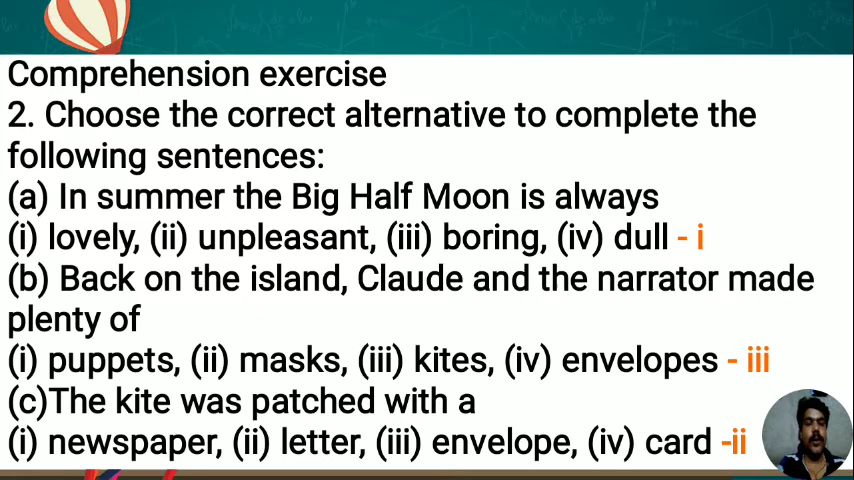 Comprehension exercise
2. Choose the correct alternative to complete the
following sentences:
(a) In summer the Big Half Moon is always
(i) lovely, (ii) unpleasant, (iii) boring, (iv) dull - i
(b) Back on the island, Claude and the narrator made
plenty of
(i) puppets, (ii) masks, (iii) kites, (iv) envelopes - iii
(c)The kite was patched with a
(i) newspaper, (ii) letter, (iii) envelope, (iv) card -ii